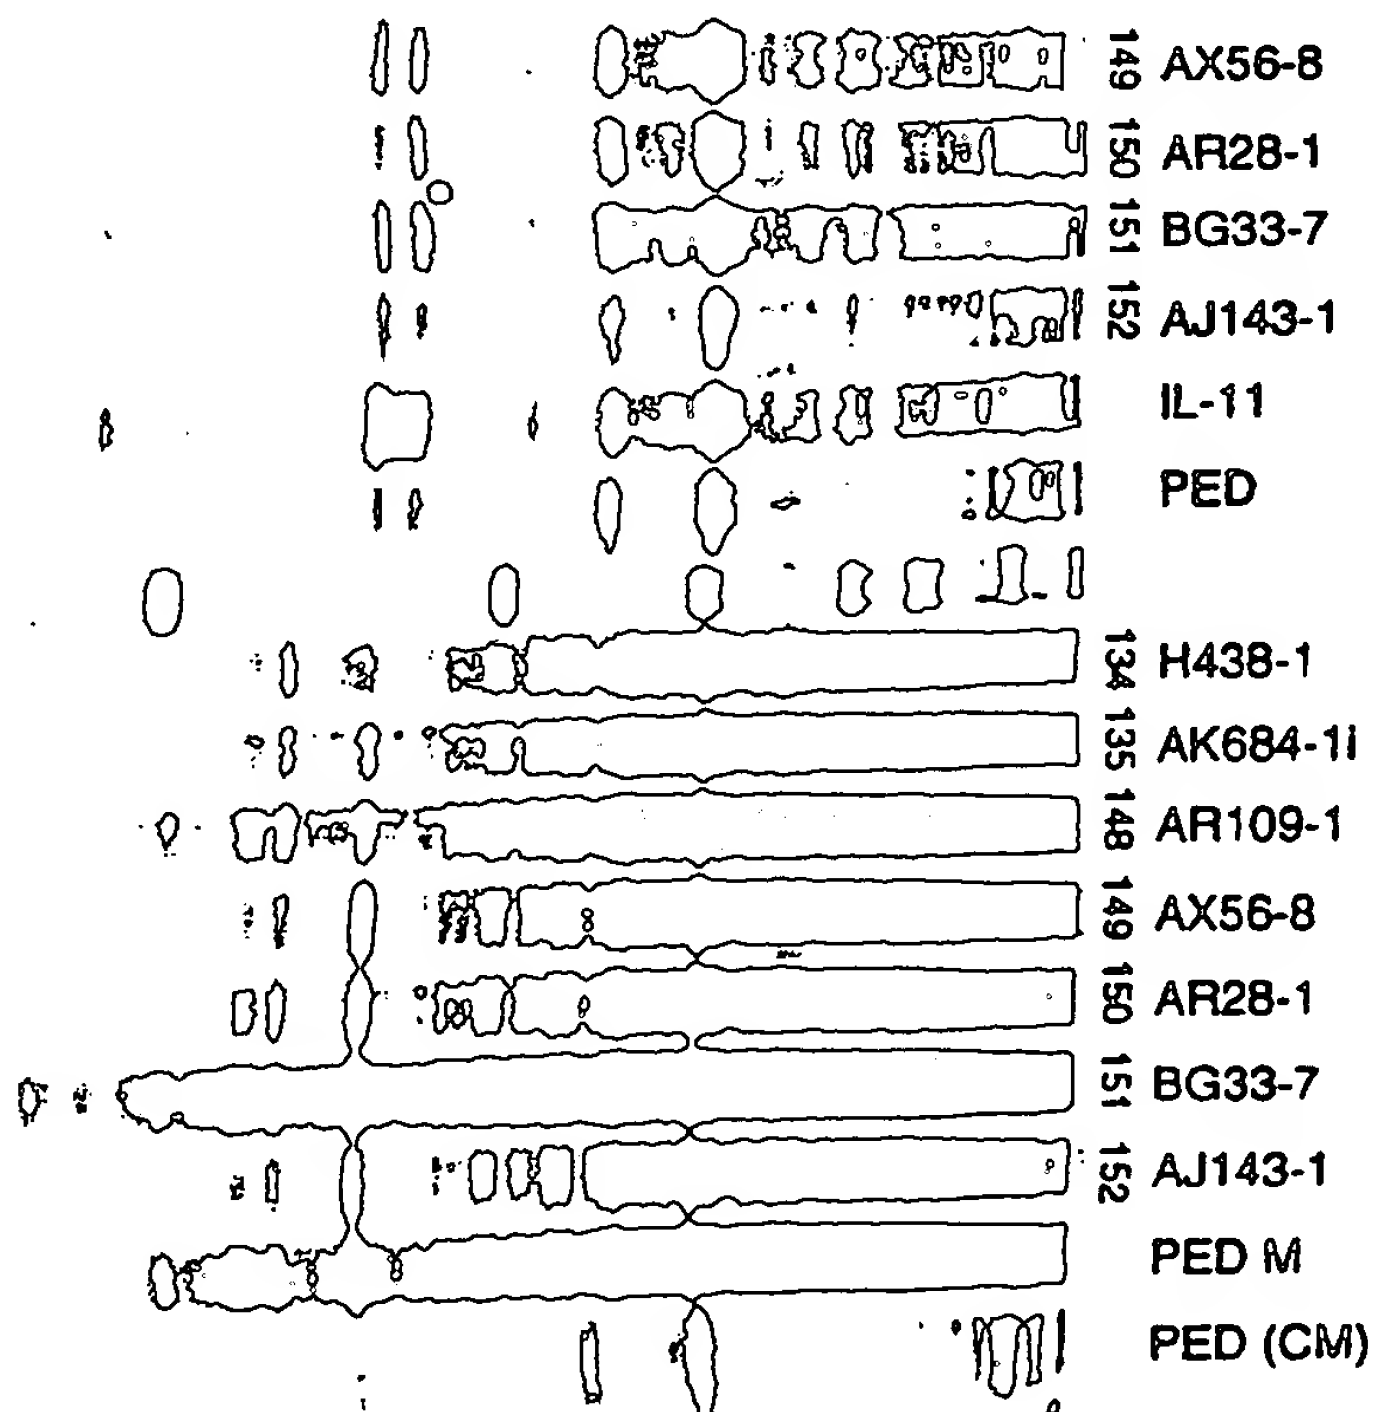 149 AX56-8
150 AR28-1
151 BG33-7
152 AJ143-1
IL-11
PED
134 H438-1
135 AK684-1i
148 AR109-1
149 AX56-8
150 AR28-1
151 BG33-7
152 AJ143-1
PED M
PED (CM)